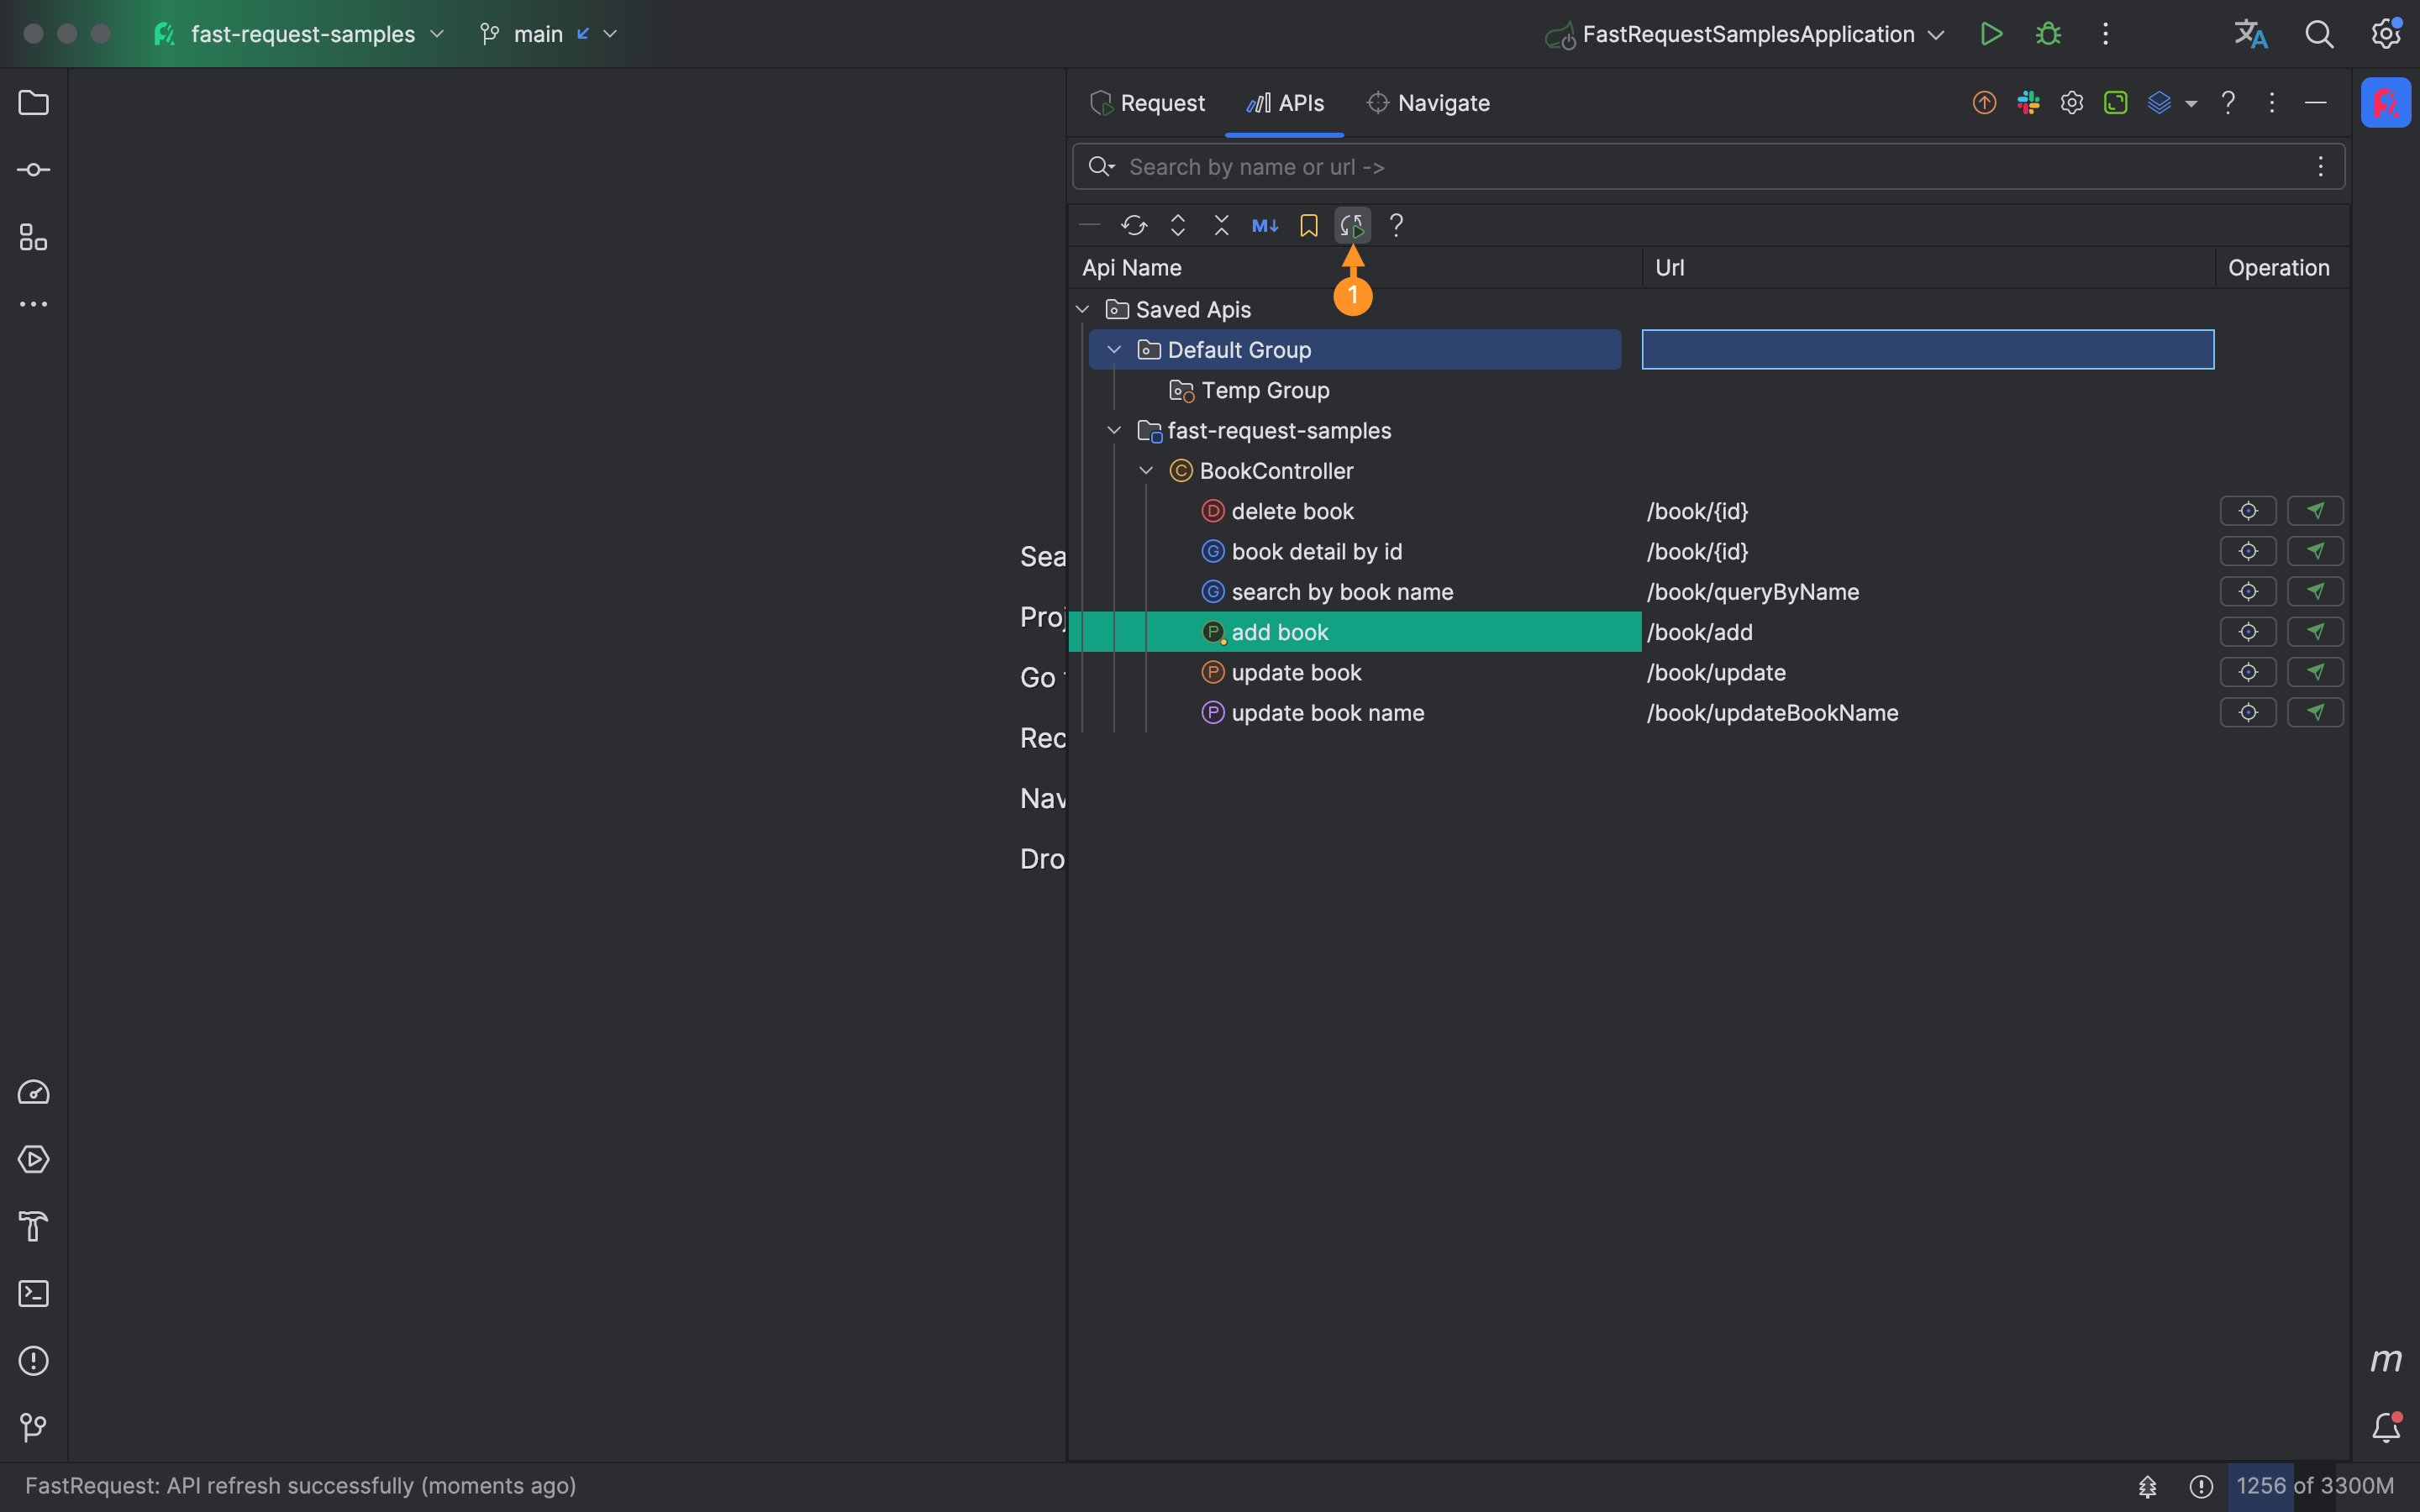 fast-request-samples
main
FastRequestSamplesApplication
Request
APIs
Navigate
Search by name or url ->
M↓
?
1
Api Name
Url
Operation
Saved Apis
Default Group
Temp Group
fast-request-samples
C BookController
D delete book /book/{id}
G book detail by id /book/{id}
G search by book name /book/queryByName
P add book /book/add
P update book /book/update
P update book name /book/updateBookName
Sea
Proj
Go
Rec
Nav
Dro
m
FastRequest: API refresh successfully (moments ago)
1256 of 3300M